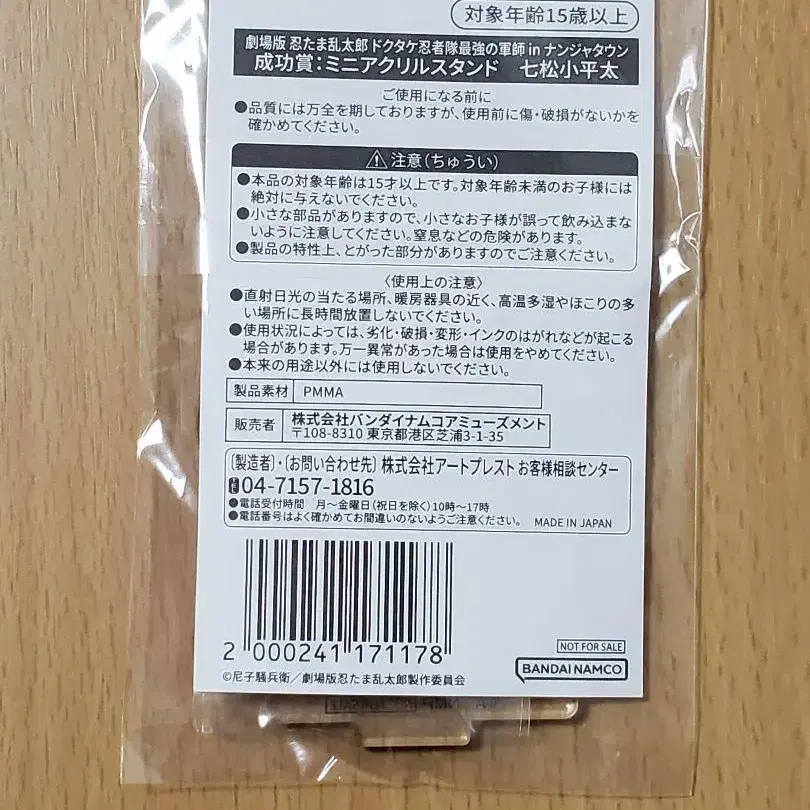 対象年齢15歳以上
劇場版 忍たま乱太郎 ドクタケ忍者隊最強の軍師 in ナンジャタウン
成功賞：ミニアクリルスタンド　七松小平太
ご使用になる前に
●品質には万全を期しておりますが、使用前に傷・破損がないかを
確かめてください。
⚠注意(ちゅうい)
●本品の対象年齢は15才以上です。対象年齢未満のお子様には
絶対に与えないでください。
●小さな部品がありますので、小さなお子様が誤って飲み込まな
いように注意してください。窒息などの危険があります。
●製品の特性上、とがった部分がありますのでご注意ください。
〈使用上の注意〉
●直射日光の当たる場所、暖房器具の近く、高温多湿やほこりの多
い場所に長時間放置しないでください。
●使用状況によっては、劣化・破損・変形・インクのはがれなどが起こる
場合があります。万一異常があった場合は使用をやめてください。
●本来の用途以外には使用しないでください。
製品素材 PMMA
販売者 株式会社バンダイナムコアミューズメント
〒108-8310 東京都港区芝浦3-1-35
〔製造者〕・〔お問い合わせ先〕株式会社アートプレスト お客様相談センター
04-7157-1816
●電話受付時間　月～金曜日(祝日を除く)10時～17時
●電話番号はよく確かめてお間違いのないようご注意ください。 MADE IN JAPAN
2 000241 171178
NOT FOR SALE
BANDAI NAMCO
©尼子騒兵衛／劇場版忍たま乱太郎製作委員会